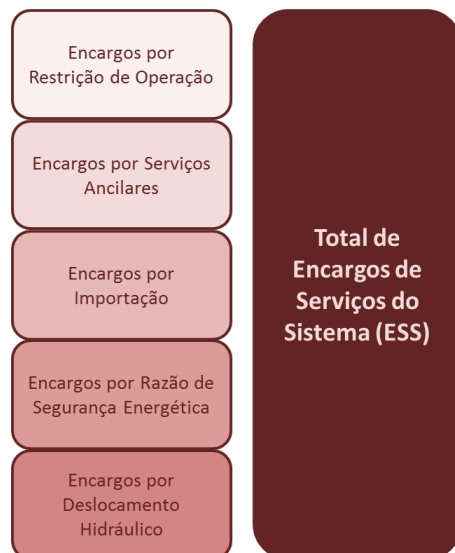 Encargos por
Restrição de Operação
Encargos por Serviços
Ancilares
Encargos por
Importação
Encargos por Razão de
Segurança Energética
Encargos por
Deslocamento
Hidráulico
Total de
Encargos de
Serviços do
Sistema (ESS)